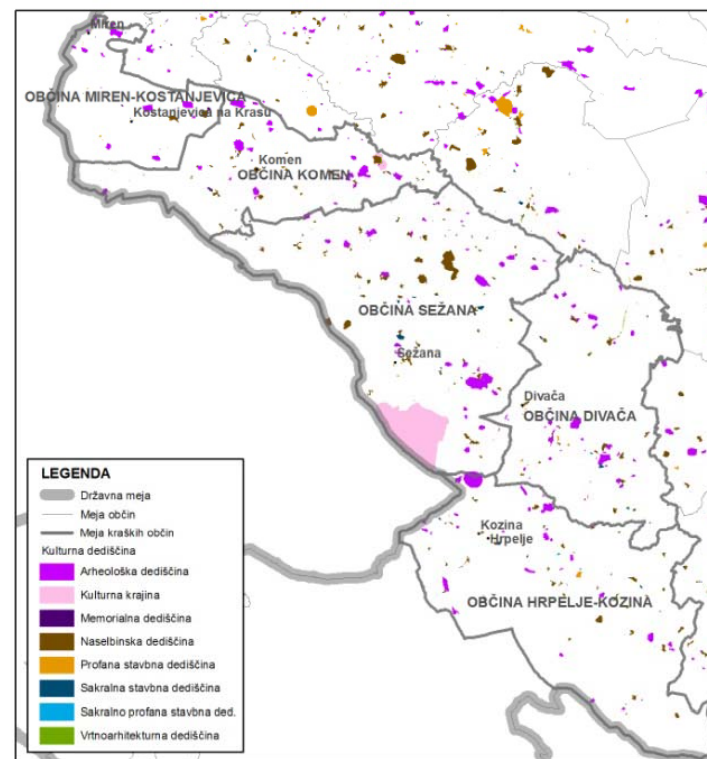 Miren
OBČINA MIREN-KOSTANJEVICA
Kostanjevica na Krasu
Komen
OBČINA KOMEN
OBČINA SEŽANA
Sežana
Divača
OBČINA DIVAČA
Kozina
Hrpelje
OBČINA HRPELJE-KOZINA
LEGENDA
Državna meja
Meja občin
Meja kraških občin
Kulturna dediščina
Arheološka dediščina
Kulturna krajina
Memorialna dediščina
Naselbinska dediščina
Profana stavbna dediščina
Sakralna stavbna dediščina
Sakralno profana stavbna ded.
Vrtnoarhitekturna dediščina